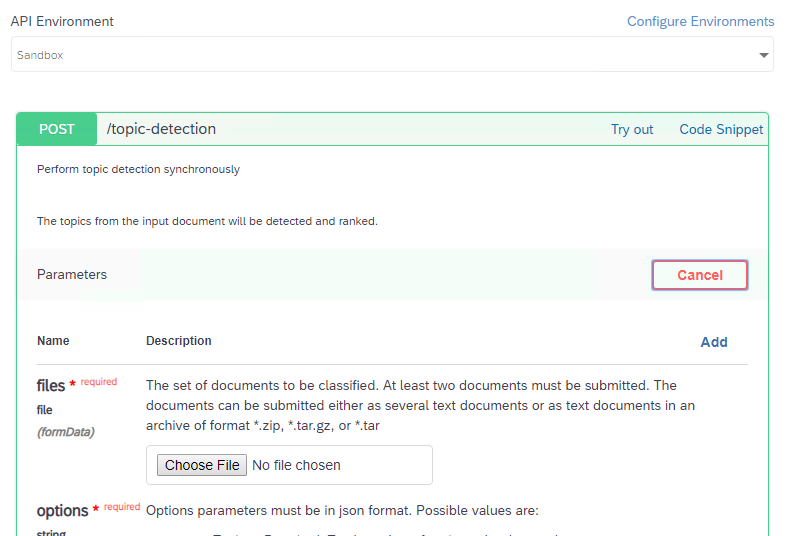 API Environment
Configure Environments
Sandbox
POST /topic-detection Try out Code Snippet
Perform topic detection synchronously
The topics from the input document will be detected and ranked.
Parameters Cancel
Name Description Add
files * required
file
(formData)
The set of documents to be classified. At least two documents must be submitted. The
documents can be submitted either as several text documents or as text documents in an
archive of format *.zip, *.tar.gz, or *.tar
Choose File No file chosen
options * required
string
Options parameters must be in json format. Possible values are: